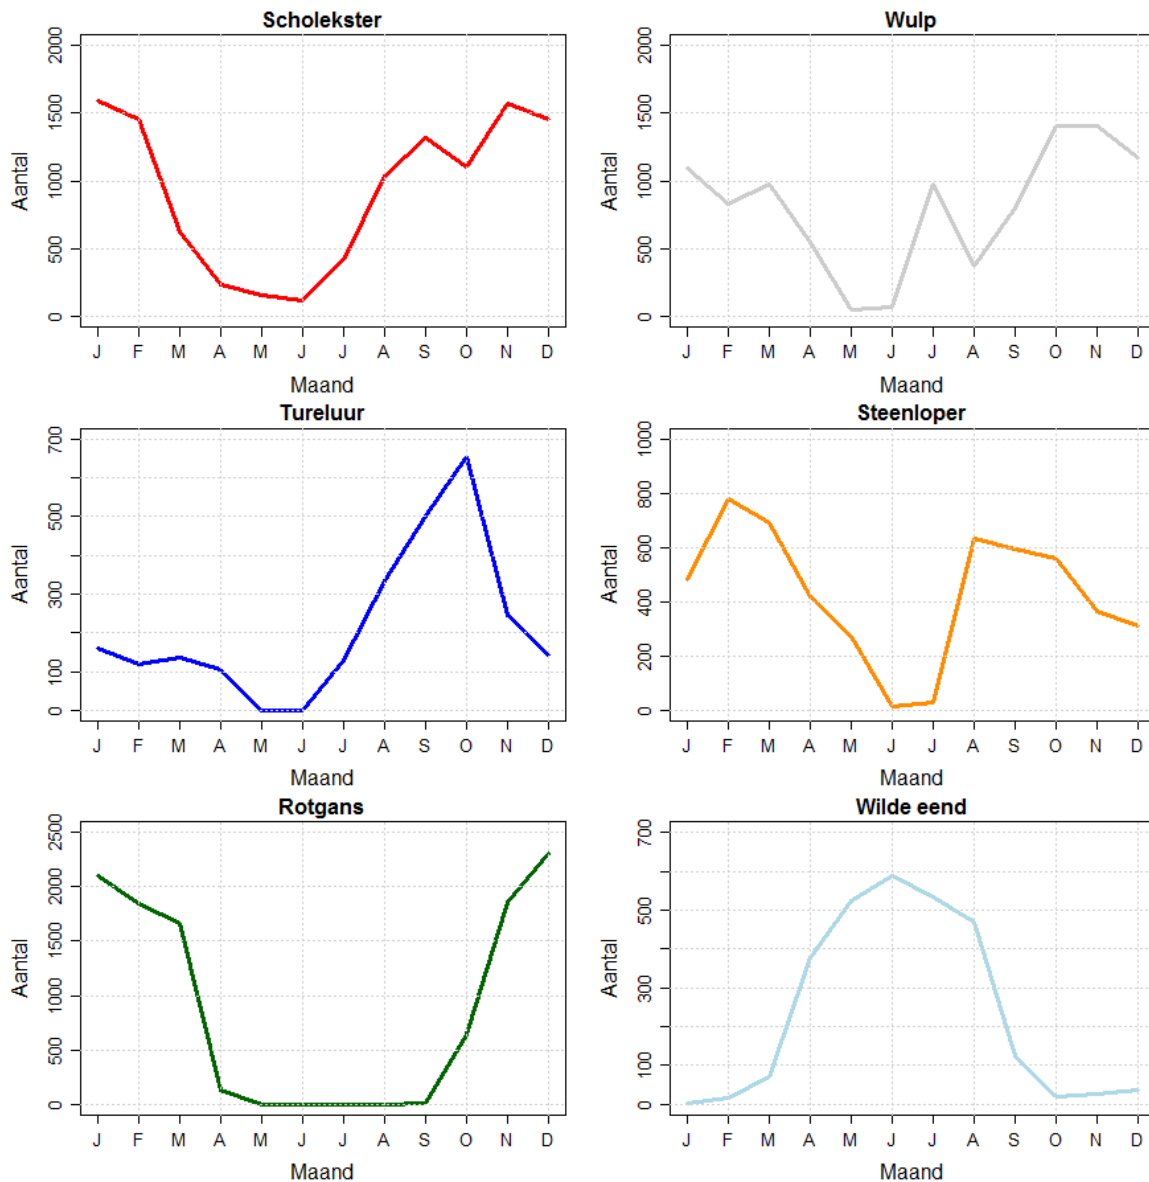 Scholekster
Aantal
2000
1500
1000
500
0
J F M A M J J A S O N D
Maand
Wulp
Aantal
2000
1500
1000
500
0
J F M A M J J A S O N D
Maand
Tureluur
Aantal
700
500
300
100
0
J F M A M J J A S O N D
Maand
Steenloper
Aantal
1000
800
600
400
200
0
J F M A M J J A S O N D
Maand
Rotgans
Aantal
2500
2000
1500
1000
500
0
J F M A M J J A S O N D
Maand
Wilde eend
Aantal
700
500
300
100
0
J F M A M J J A S O N D
Maand